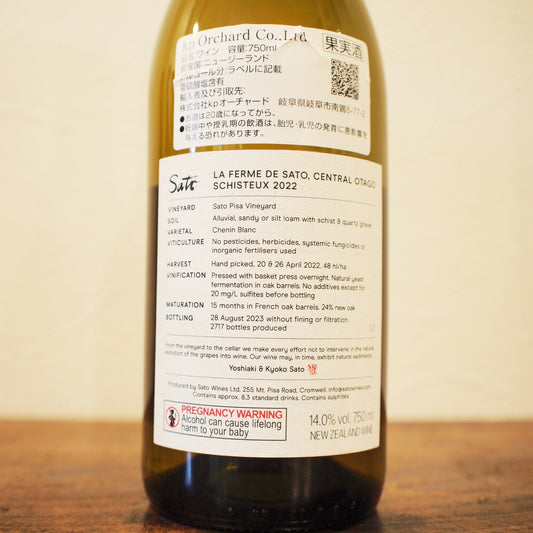 kp Orchard Co.,Ltd
品名:ワイン 容量:750ml
果実酒
原産国:ニュージーランド
アルコール分:ラベルに記載
亜硫酸塩含有
輸入者及び引取先:
株式会社kpオーチャード 岐阜県岐阜市南鶉6-77-2
●飲酒は20歳になってから。
●妊娠中や授乳期の飲酒は、胎児・乳児の発育に悪影響を
与える恐れがあります。
Sato
LA FERME DE SATO, CENTRAL OTAGO
SCHISTEUX 2022
VINEYARD Sato Pisa Vineyard
SOIL Alluvial, sandy or silt loam with schist & quartz gravel
VARIETAL Chenin Blanc
VITICULTURE No pesticides, herbicides, systemic fungicides or
inorganic fertilisers used
HARVEST Hand picked, 20 & 26 April 2022. 48 hl/ha
VINIFICATION Pressed with basket press overnight. Natural yeast
fermentation in oak barrels. No additives except for
20 mg/L sulfites before bottling
MATURATION 15 months in French oak barrels. 24% new oak
BOTTLING 28 August 2023 without fining or filtration.
2717 bottles produced
From the vineyard to the cellar we make every effort not to intervene in the natural
evolution of the grapes into wine. Our wine may, in time, exhibit natural sediments.
Yoshiaki & Kyoko Sato
Produced by Sato Wines Ltd, 255 Mt. Pisa Road, Cromwell. info@satowines.com
Contains approx. 8.3 standard drinks. Contains sulphites
PREGNANCY WARNING
Alcohol can cause lifelong
harm to your baby
14.0% vol. 750 ml
NEW ZEALAND WINE